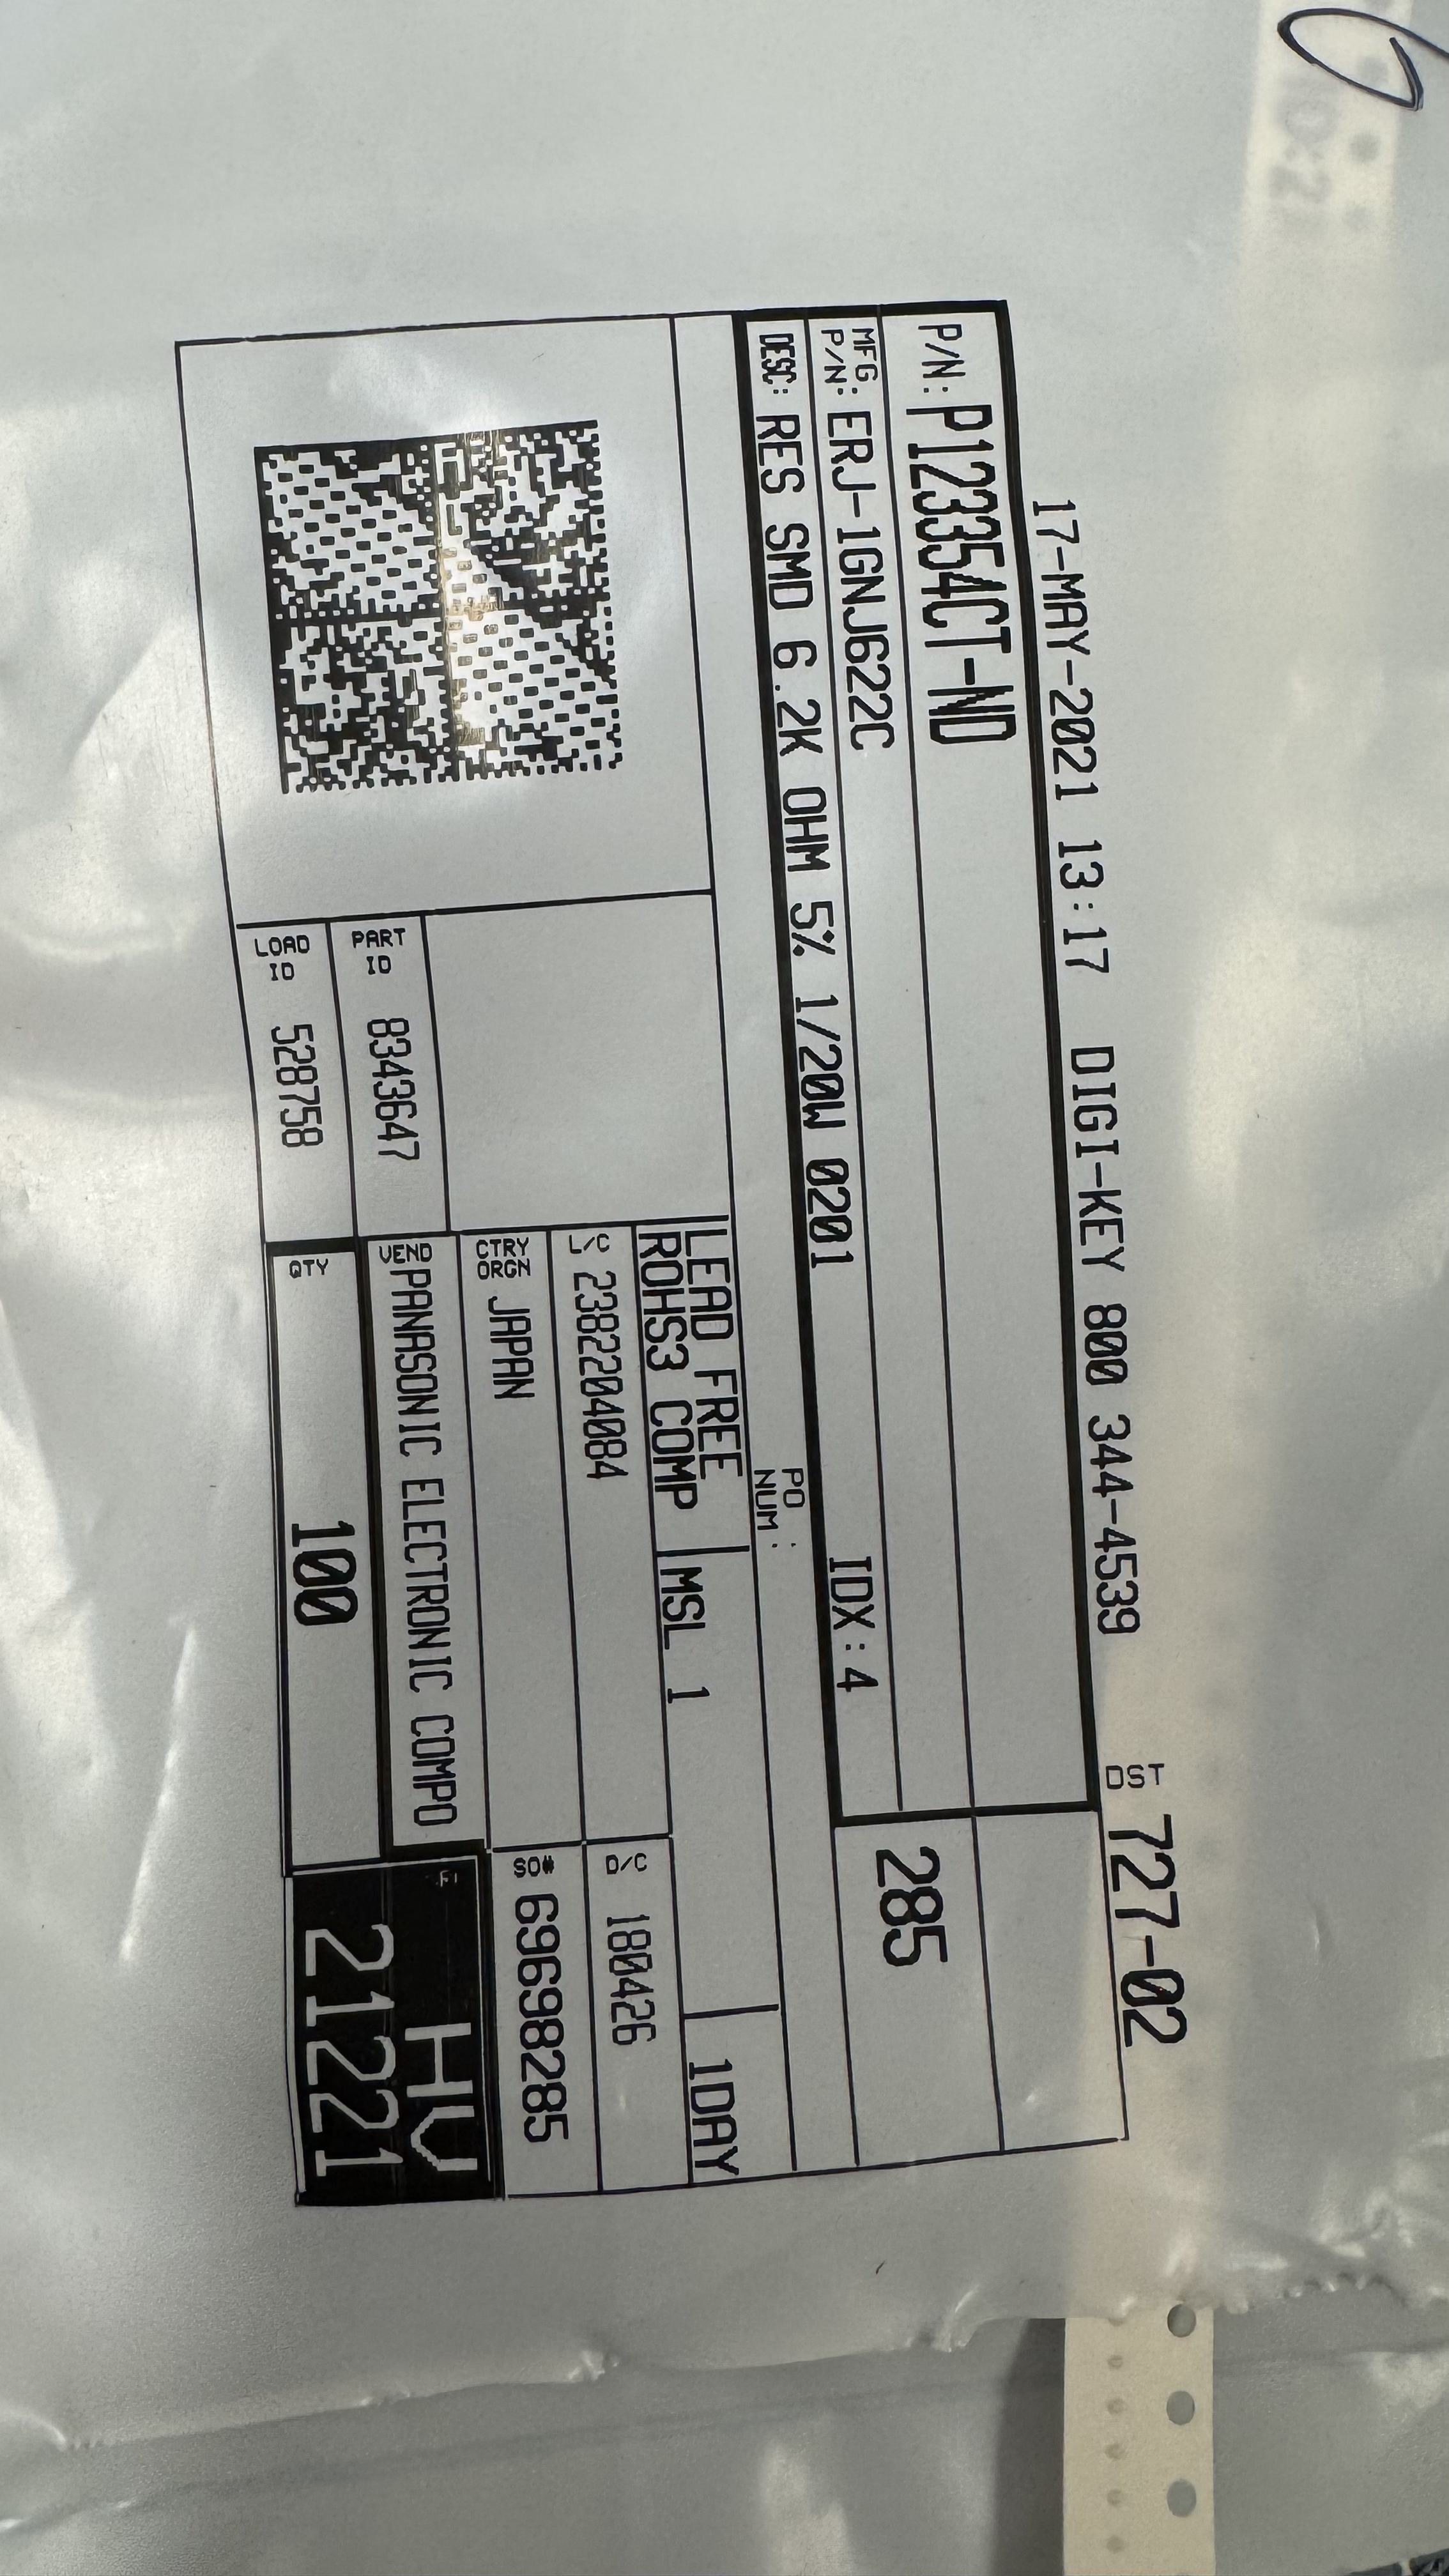 17-MAY-2021 13:17 DIGI-KEY 800 344-4539 DST 727-02
P/N: P12354CT-ND
MFG P/N: ERJ-1GNJ622C
285
DESC: RES SMD 6.2K OHM 5% 1/20W 0201 IDX: 4
PO NUM:
LEAD FREE
ROHS3 COMP
MSL 1
1DAY
L/C 2382204084
D/C 180426
CTRY ORGN JAPAN
SO# 69698285
PART ID 8343647
VEND PANASONIC ELECTRONIC COMPO
LOAD ID 528758
QTY 100
HV
21221